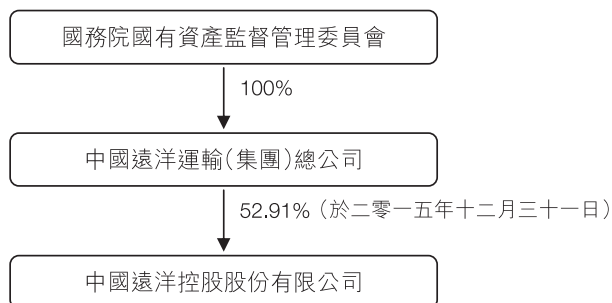 國務院國有資產監督管理委員會
100%
中國遠洋運輸(集團)總公司
52.91%（於二零一五年十二月三十一日）
中國遠洋控股股份有限公司